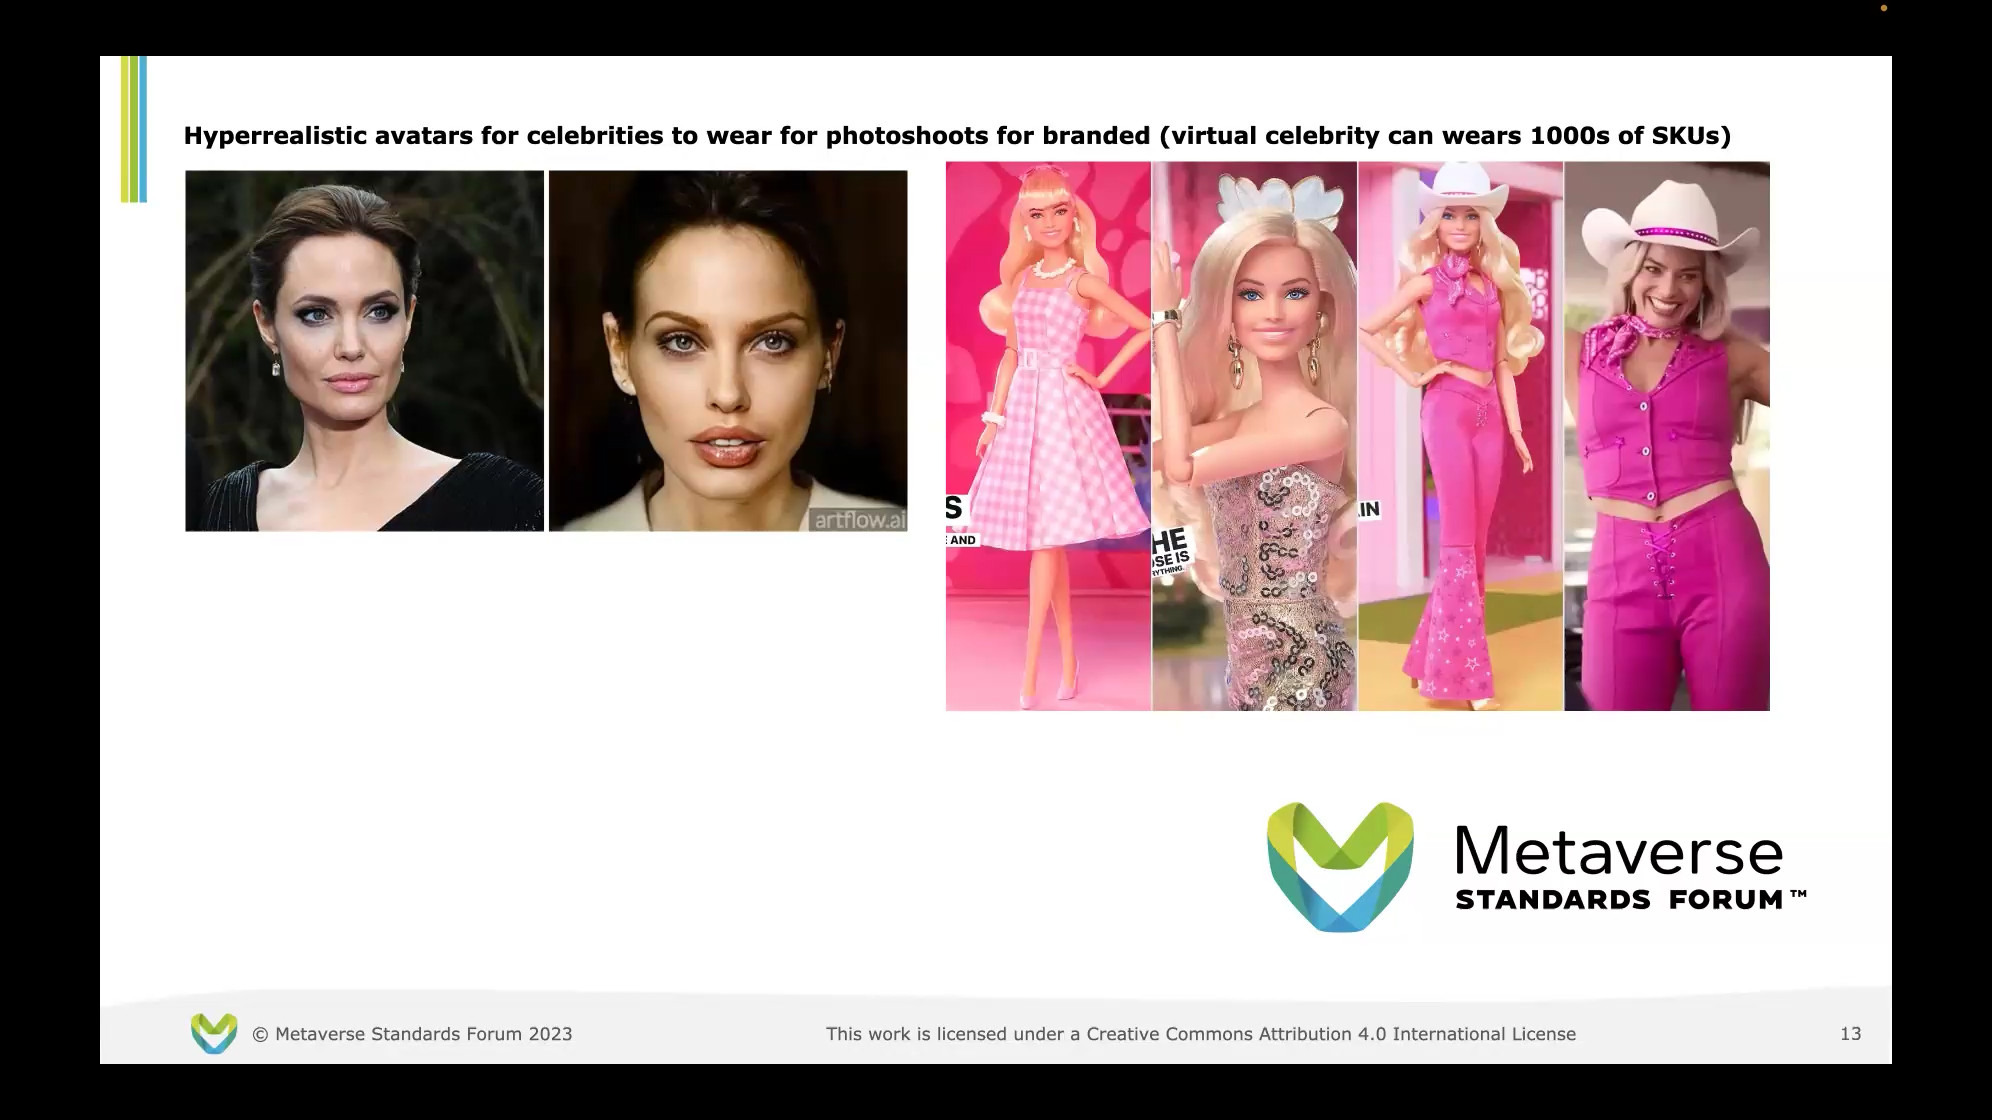 Hyperrealistic avatars for celebrities to wear for photoshoots for branded (virtual celebrity can wears 1000s of SKUs)
artflow.ai
S
E AND
HE
OSE IS
RYTHING.
IN
Metaverse
STANDARDS FORUM™
© Metaverse Standards Forum 2023
This work is licensed under a Creative Commons Attribution 4.0 International License
13